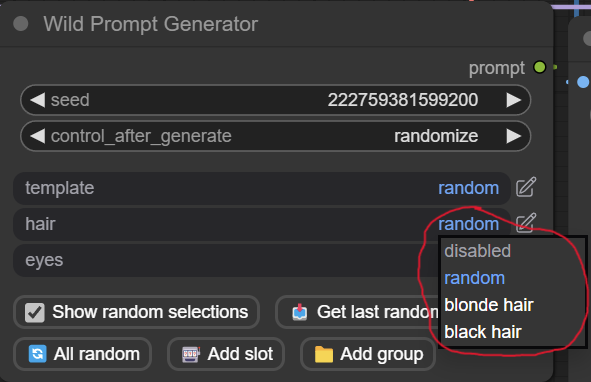 Wild Prompt Generator
prompt
seed 222759381599200
control_after_generate randomize
template random
hair random
eyes
disabled
random
blonde hair
black hair
Show random selections
Get last random
All random
Add slot
Add group